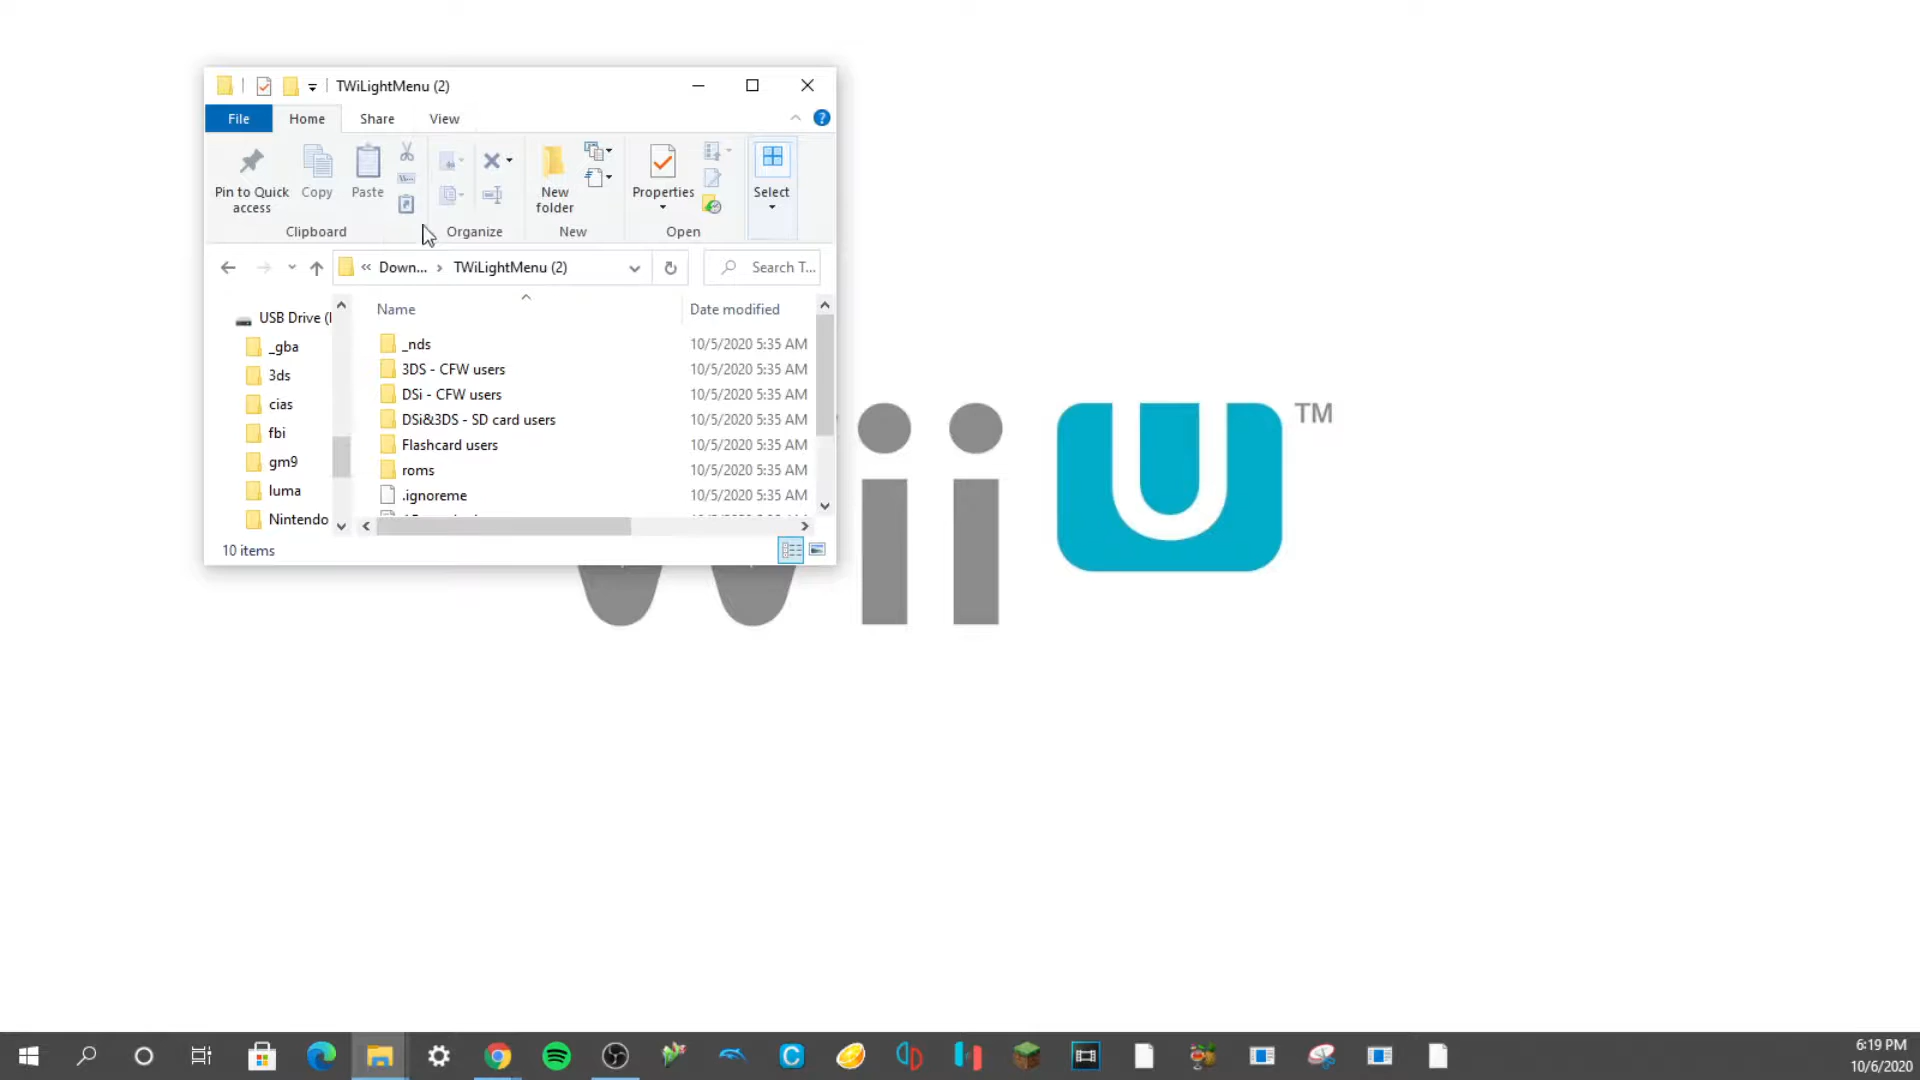 TWiLightMenu (2)
File Home Share View
Pin to Quick access
Copy
Paste
New folder
Properties
Select
Clipboard Organize New Open
« Down... › TWiLightMenu (2)
Search T...
Name Date modified
USB Drive (
_gba
3ds
cias
fbi
gm9
luma
Nintendo
_nds 10/5/2020 5:35 AM
3DS - CFW users 10/5/2020 5:35 AM
DSi - CFW users 10/5/2020 5:35 AM
DSi&3DS - SD card users 10/5/2020 5:35 AM
Flashcard users 10/5/2020 5:35 AM
roms 10/5/2020 5:35 AM
.ignoreme 10/5/2020 5:35 AM
10 items
Wii U TM
6:19 PM
10/6/2020